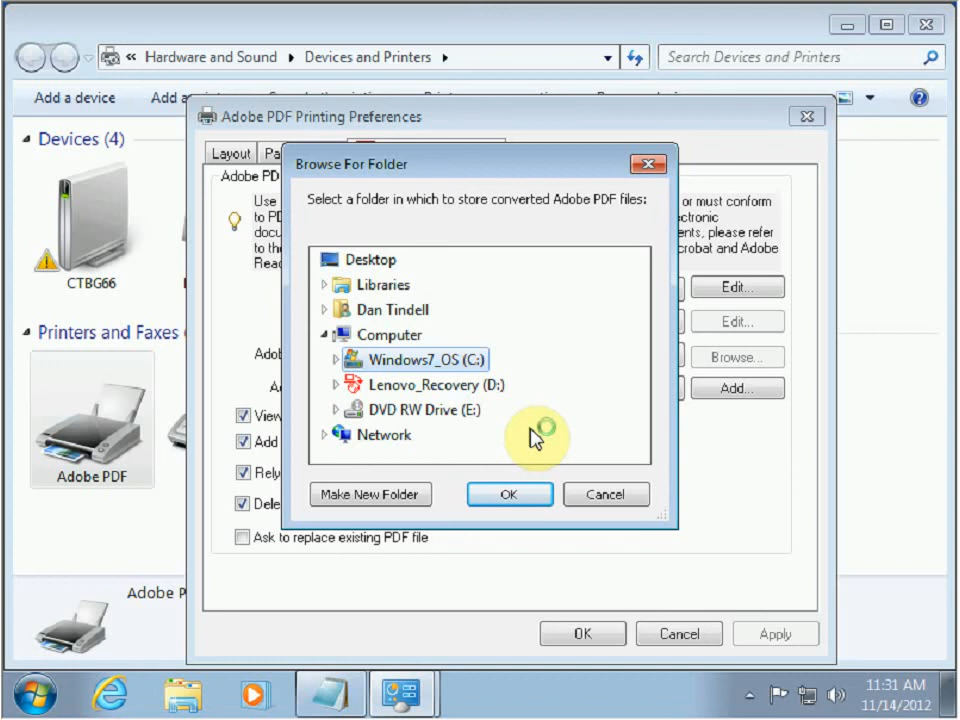 « Hardware and Sound ▸ Devices and Printers ▸
Search Devices and Printers
Add a device
Add a
Devices (4)
CTBG66
Printers and Faxes
Adobe PDF
Adobe PDF Printing Preferences
Layout
Pa
Adobe PD
Use
to PD
docu
to the
Read
or must conform
ectronic
ents, please refer
crobat and Adobe
Edit...
Edit...
Browse...
Add...
Adob
A
View
Add
Rely
Dele
Ask to replace existing PDF file
OK
Cancel
Apply
Browse For Folder
Select a folder in which to store converted Adobe PDF files:
Desktop
Libraries
Dan Tindell
Computer
Windows7_OS (C:)
Lenovo_Recovery (D:)
DVD RW Drive (E:)
Network
Make New Folder
OK
Cancel
Adobe P
11:31 AM
11/14/2012